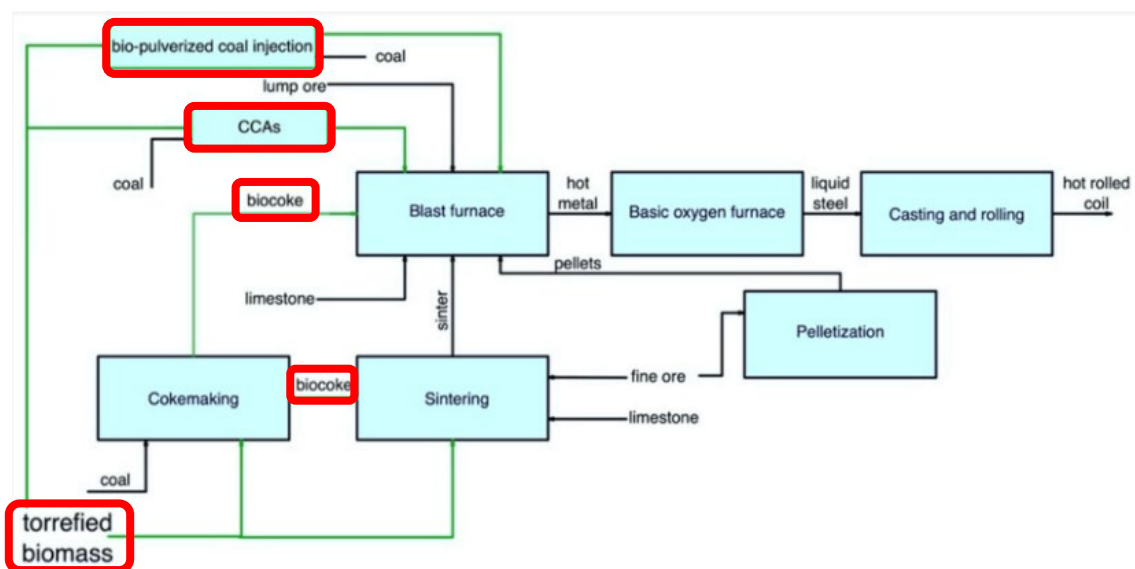 bio-pulverized coal injection
coal
lump ore
CCAs
coal
biocoke
Blast furnace
hot
metal
Basic oxygen furnace
liquid
steel
Casting and rolling
hot rolled
coil
limestone
sinter
pellets
Pelletization
Cokemaking
biocoke
Sintering
fine ore
limestone
coal
torrefied
biomass